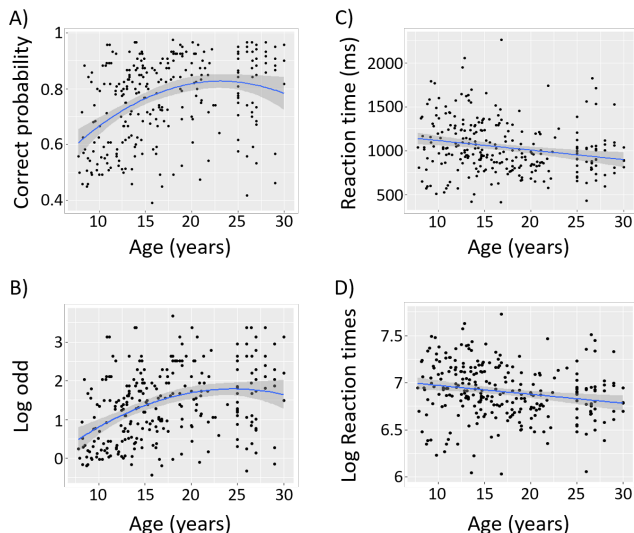 A)
Correct probability
1
0.8
0.6
0.4
10 15 20 25 30
Age (years)
B)
Log odd
3
2
1
0
10 15 20 25 30
Age (years)
C)
Reaction time (ms)
2000
1500
1000
500
10 15 20 25 30
Age (years)
D)
Log Reaction times
7.5
7
6.5
6
10 15 20 25 30
Age (years)